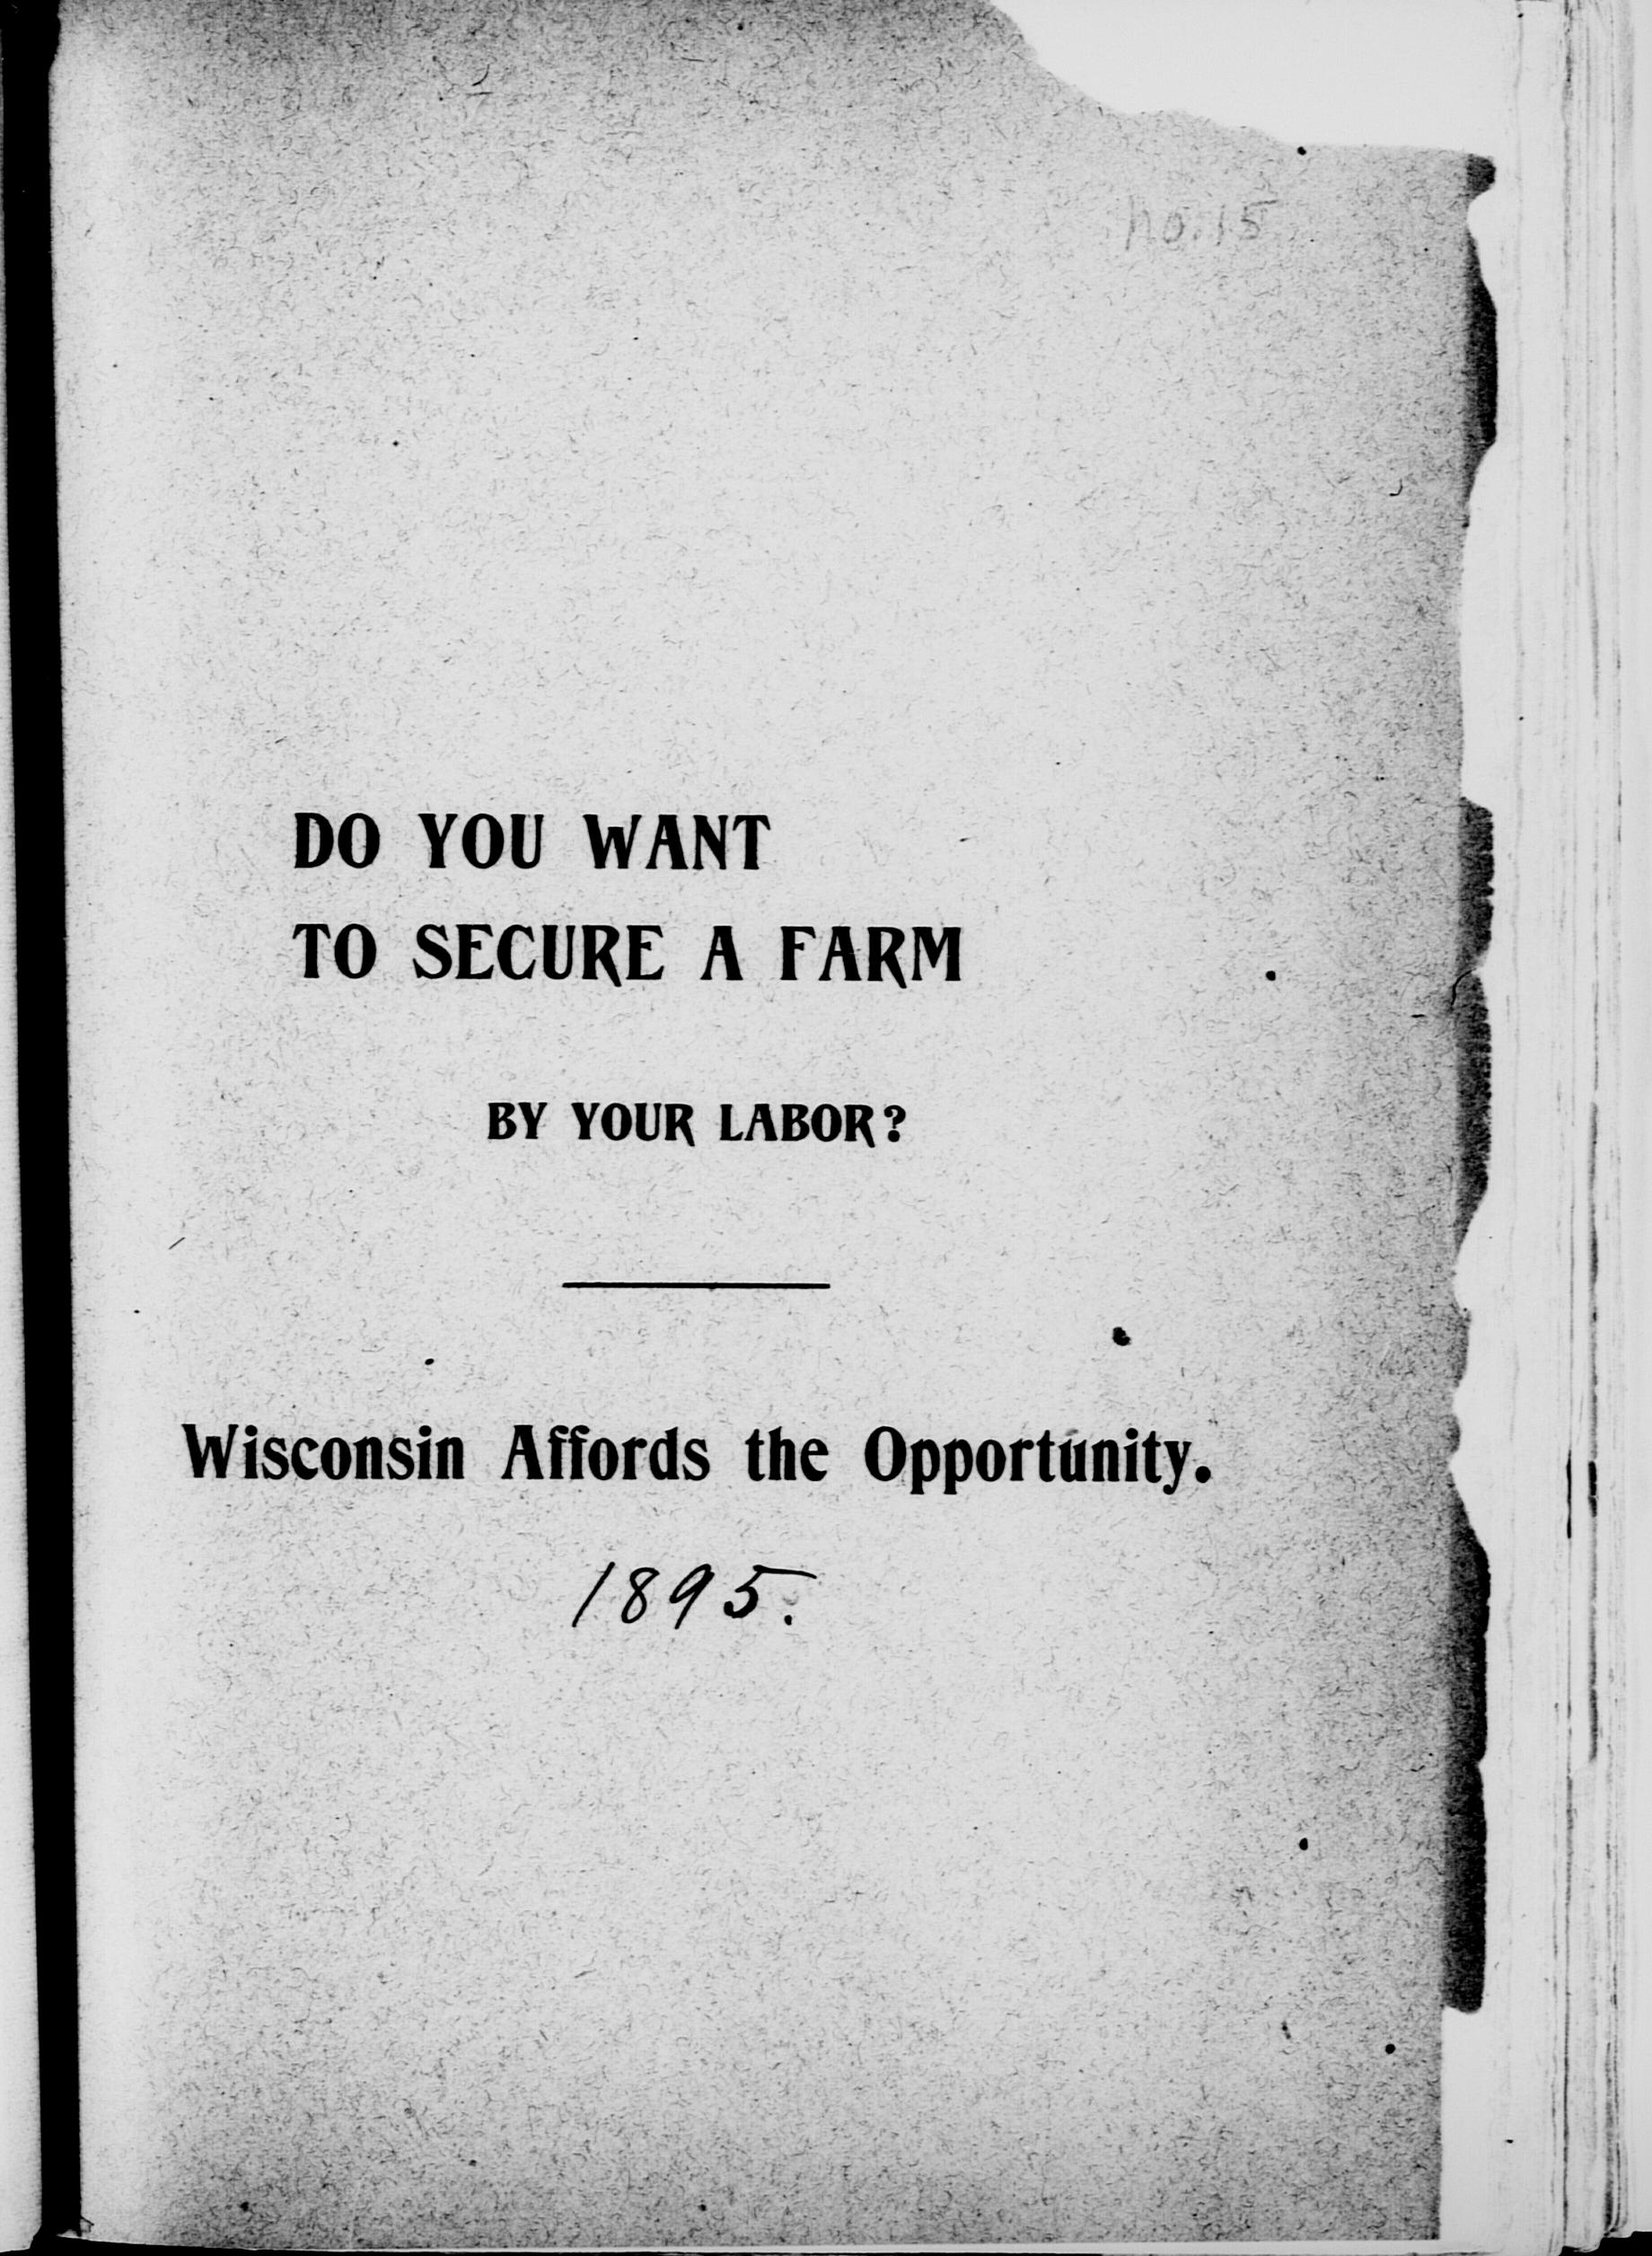 no. 15
DO YOU WANT
TO SECURE A FARM
BY YOUR LABOR?
Wisconsin Affords the Opportunity.
1895.